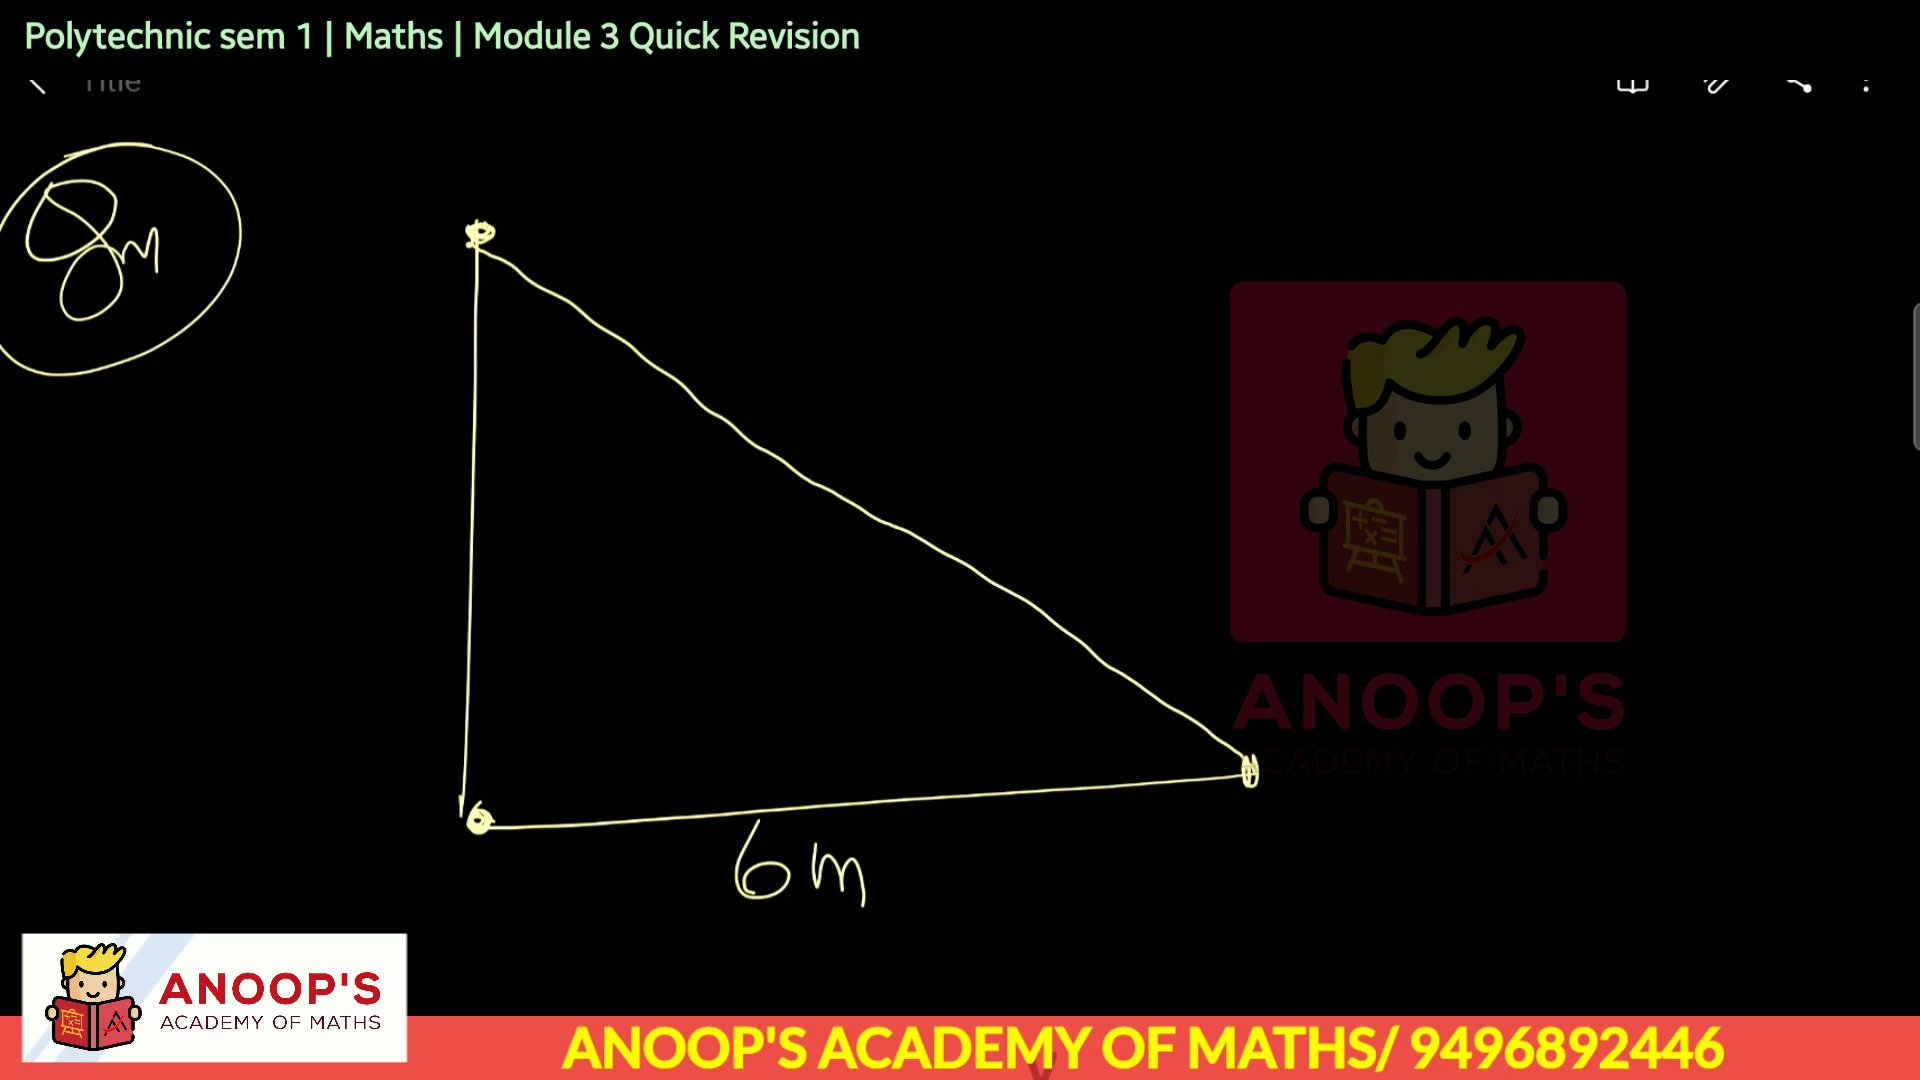 Polytechnic sem 1 | Maths | Module 3 Quick Revision
Title
8m
6m
ANOOP'S
ACADEMY OF MATHS
ANOOP'S
ACADEMY OF MATHS
ANOOP'S ACADEMY OF MATHS/ 9496892446